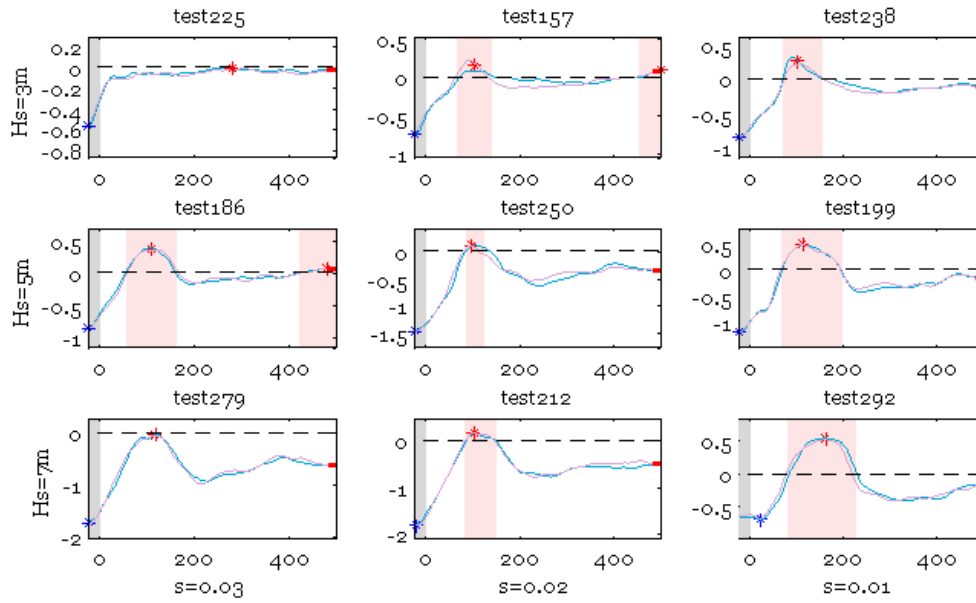 test225 test157 test238
Hs=3m
0.2 0 -0.2 -0.4 -0.6 -0.8
0.5 0 -0.5 -1
0.5 0 -0.5 -1
0 200 400 0 200 400 0 200 400
test186 test250 test199
Hs=5m
0.5 0 -0.5 -1
0.5 0 -0.5 -1 -1.5
0.5 0 -0.5 -1
0 200 400 0 200 400 0 200 400
test279 test212 test292
Hs=7m
0 -1 -2
0 -1 -2
0.5 0 -0.5
0 200 400 0 200 400 0 200 400
s=0.03 s=0.02 s=0.01